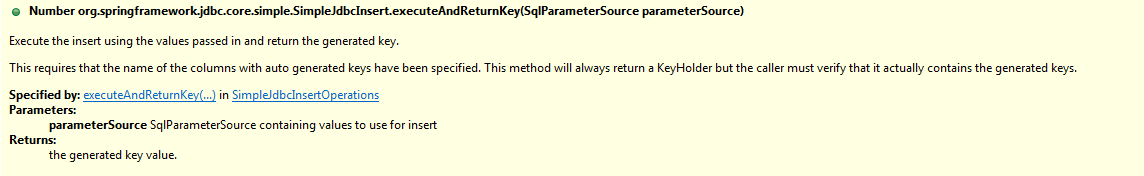 Number org.springframework.jdbc.core.simple.SimpleJdbcInsert.executeAndReturnKey(SqlParameterSource parameterSource)
Execute the insert using the values passed in and return the generated key.
This requires that the name of the columns with auto generated keys have been specified. This method will always return a KeyHolder but the caller must verify that it actually contains the generated keys.
Specified by: executeAndReturnKey(...) in SimpleJdbcInsertOperations
Parameters:
parameterSource SqlParameterSource containing values to use for insert
Returns:
the generated key value.